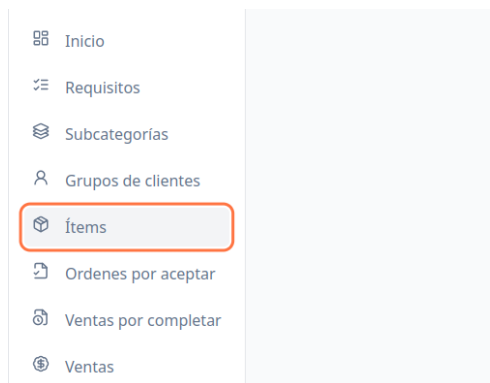 Inicio
Requisitos
Subcategorías
Grupos de clientes
Ítems
Ordenes por aceptar
Ventas por completar
Ventas